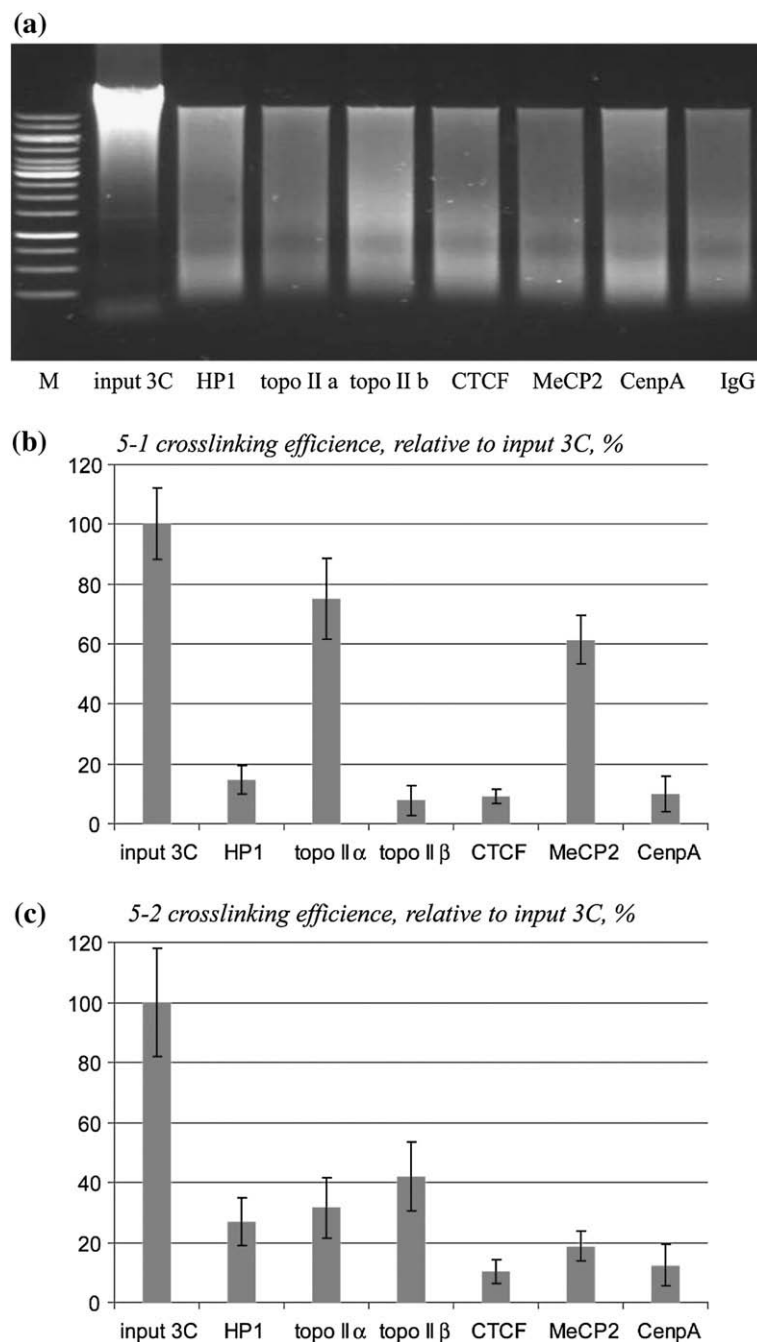 (a)
M input 3C HP1 topo II a topo II b CTCF MeCP2 CenpA IgG
(b) 5-1 crosslinking efficience, relative to input 3C, %
120
100
80
60
40
20
0
input 3C HP1 topo II α topo II β CTCF MeCP2 CenpA
(c) 5-2 crosslinking efficience, relative to input 3C, %
120
100
80
60
40
20
0
input 3C HP1 topo II α topo II β CTCF MeCP2 CenpA